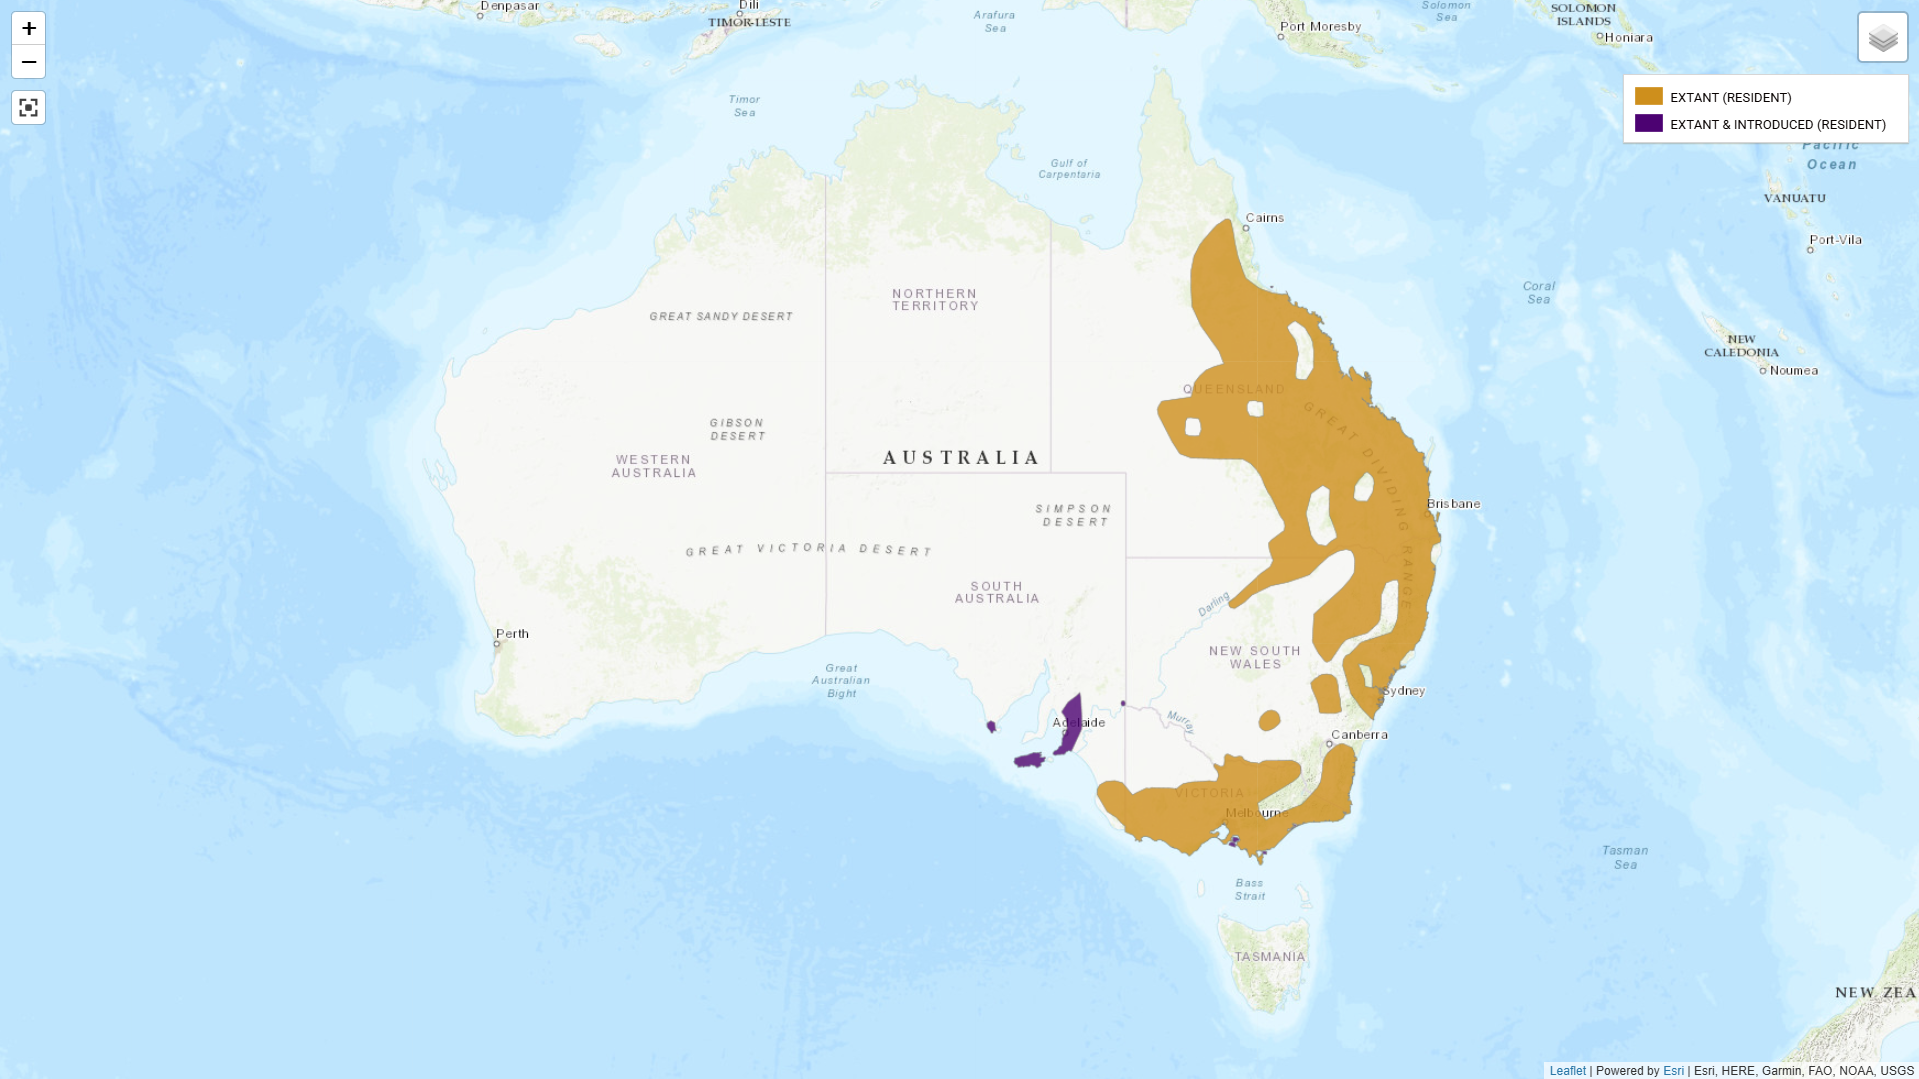 +
−
Denpasar
Dili
TIMOR-LESTE
Arafura
Sea
Port Moresby
Solomon
Sea
SOLOMON
ISLANDS
Honiara
EXTANT (RESIDENT)
EXTANT & INTRODUCED (RESIDENT)
Timor
Sea
Gulf of
Carpentaria
Pacific
Ocean
VANUATU
Port-Vila
Cairns
Coral
Sea
NORTHERN
TERRITORY
GREAT SANDY DESERT
NEW
CALEDONIA
Noumea
QUEENSLAND
GREAT DIVIDING RANGE
GIBSON
DESERT
WESTERN
AUSTRALIA
AUSTRALIA
SIMPSON
DESERT
Brisbane
GREAT VICTORIA DESERT
SOUTH
AUSTRALIA
Darling
Perth
NEW SOUTH
WALES
Great
Australian
Bight
Sydney
Adelaide
Murray
Canberra
VICTORIA
Melbourne
Tasman
Sea
Bass
Strait
TASMANIA
NEW ZEA
Leaflet | Powered by Esri | Esri, HERE, Garmin, FAO, NOAA, USGS